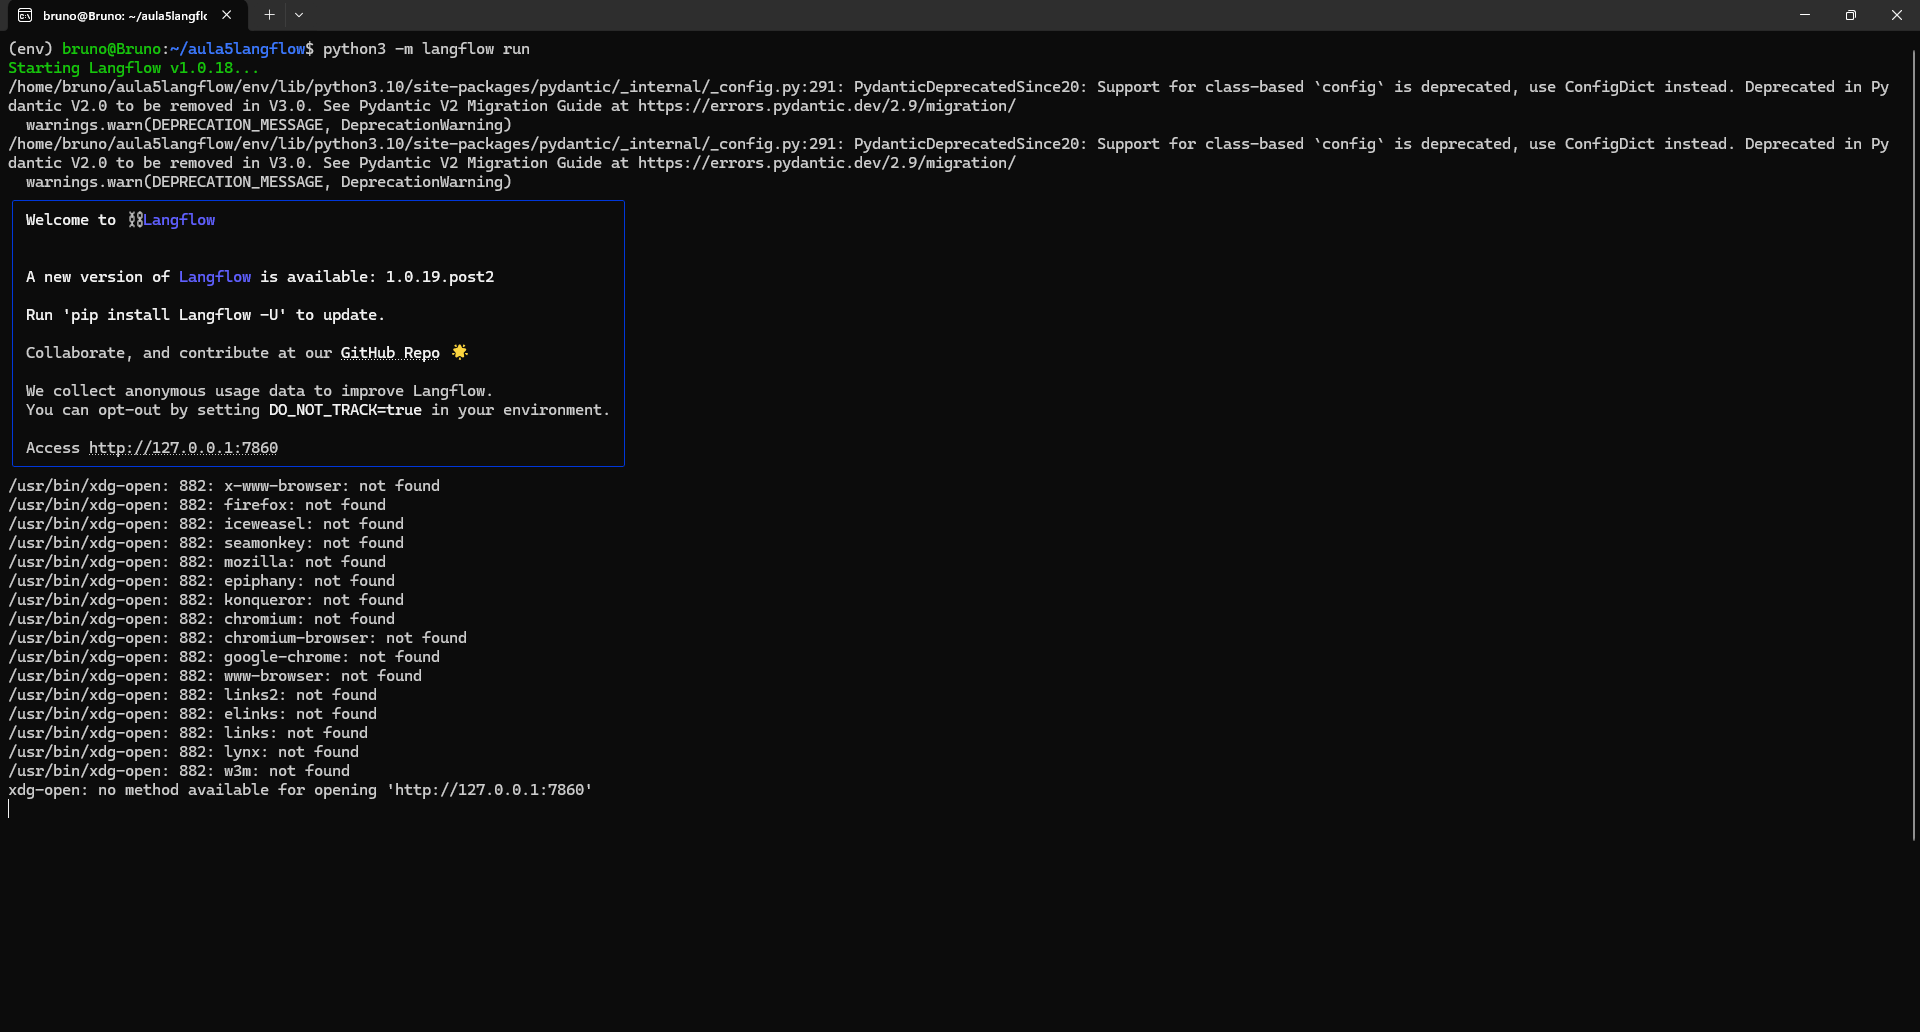 bruno@Bruno: ~/aula5langflc
(env) bruno@Bruno:~/aula5langflow$ python3 -m langflow run
Starting Langflow v1.0.18...
/home/bruno/aula5langflow/env/lib/python3.10/site-packages/pydantic/_internal/_config.py:291: PydanticDeprecatedSince20: Support for class-based `config` is deprecated, use ConfigDict instead. Deprecated in Py
dantic V2.0 to be removed in V3.0. See Pydantic V2 Migration Guide at https://errors.pydantic.dev/2.9/migration/
  warnings.warn(DEPRECATION_MESSAGE, DeprecationWarning)
/home/bruno/aula5langflow/env/lib/python3.10/site-packages/pydantic/_internal/_config.py:291: PydanticDeprecatedSince20: Support for class-based `config` is deprecated, use ConfigDict instead. Deprecated in Py
dantic V2.0 to be removed in V3.0. See Pydantic V2 Migration Guide at https://errors.pydantic.dev/2.9/migration/
  warnings.warn(DEPRECATION_MESSAGE, DeprecationWarning)
Welcome to ⛓Langflow
A new version of Langflow is available: 1.0.19.post2
Run 'pip install Langflow -U' to update.
Collaborate, and contribute at our GitHub Repo 🌟
We collect anonymous usage data to improve Langflow.
You can opt-out by setting DO_NOT_TRACK=true in your environment.
Access http://127.0.0.1:7860
/usr/bin/xdg-open: 882: x-www-browser: not found
/usr/bin/xdg-open: 882: firefox: not found
/usr/bin/xdg-open: 882: iceweasel: not found
/usr/bin/xdg-open: 882: seamonkey: not found
/usr/bin/xdg-open: 882: mozilla: not found
/usr/bin/xdg-open: 882: epiphany: not found
/usr/bin/xdg-open: 882: konqueror: not found
/usr/bin/xdg-open: 882: chromium: not found
/usr/bin/xdg-open: 882: chromium-browser: not found
/usr/bin/xdg-open: 882: google-chrome: not found
/usr/bin/xdg-open: 882: www-browser: not found
/usr/bin/xdg-open: 882: links2: not found
/usr/bin/xdg-open: 882: elinks: not found
/usr/bin/xdg-open: 882: links: not found
/usr/bin/xdg-open: 882: lynx: not found
/usr/bin/xdg-open: 882: w3m: not found
xdg-open: no method available for opening 'http://127.0.0.1:7860'